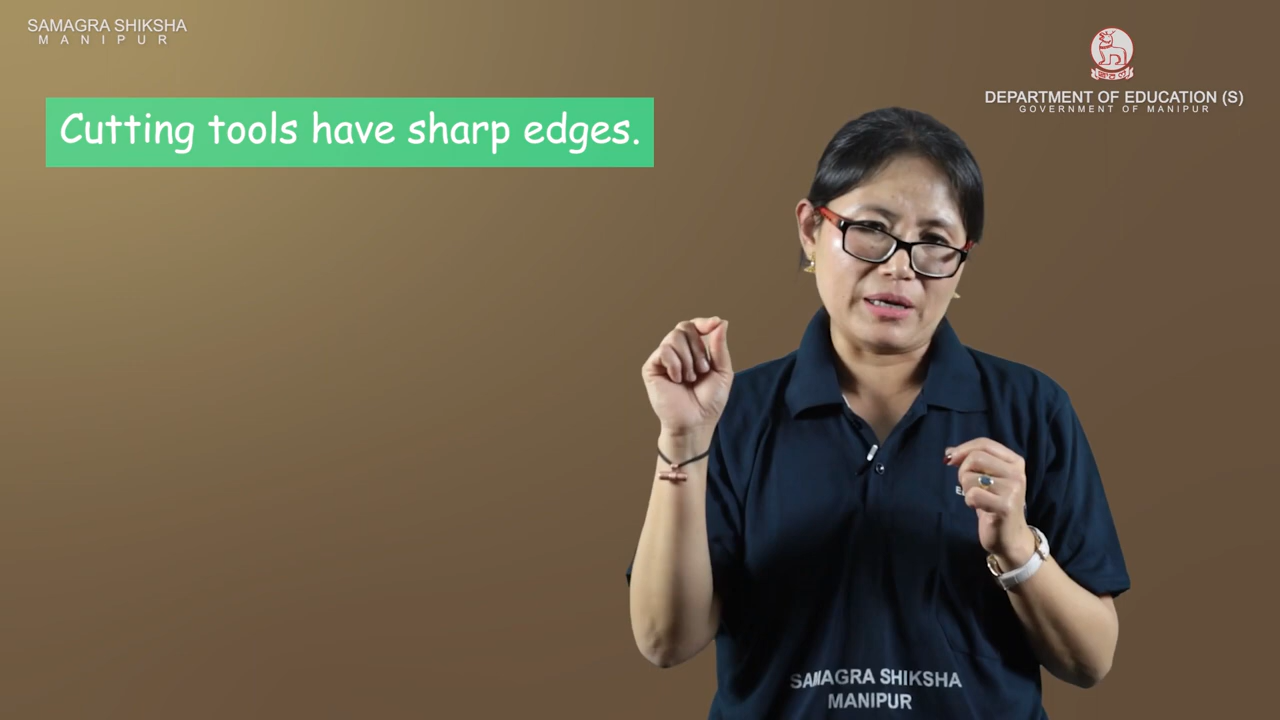 SAMAGRA SHIKSHA
MANIPUR
DEPARTMENT OF EDUCATION (S)
GOVERNMENT OF MANIPUR
Cutting tools have sharp edges.
SAMAGRA SHIKSHA
MANIPUR